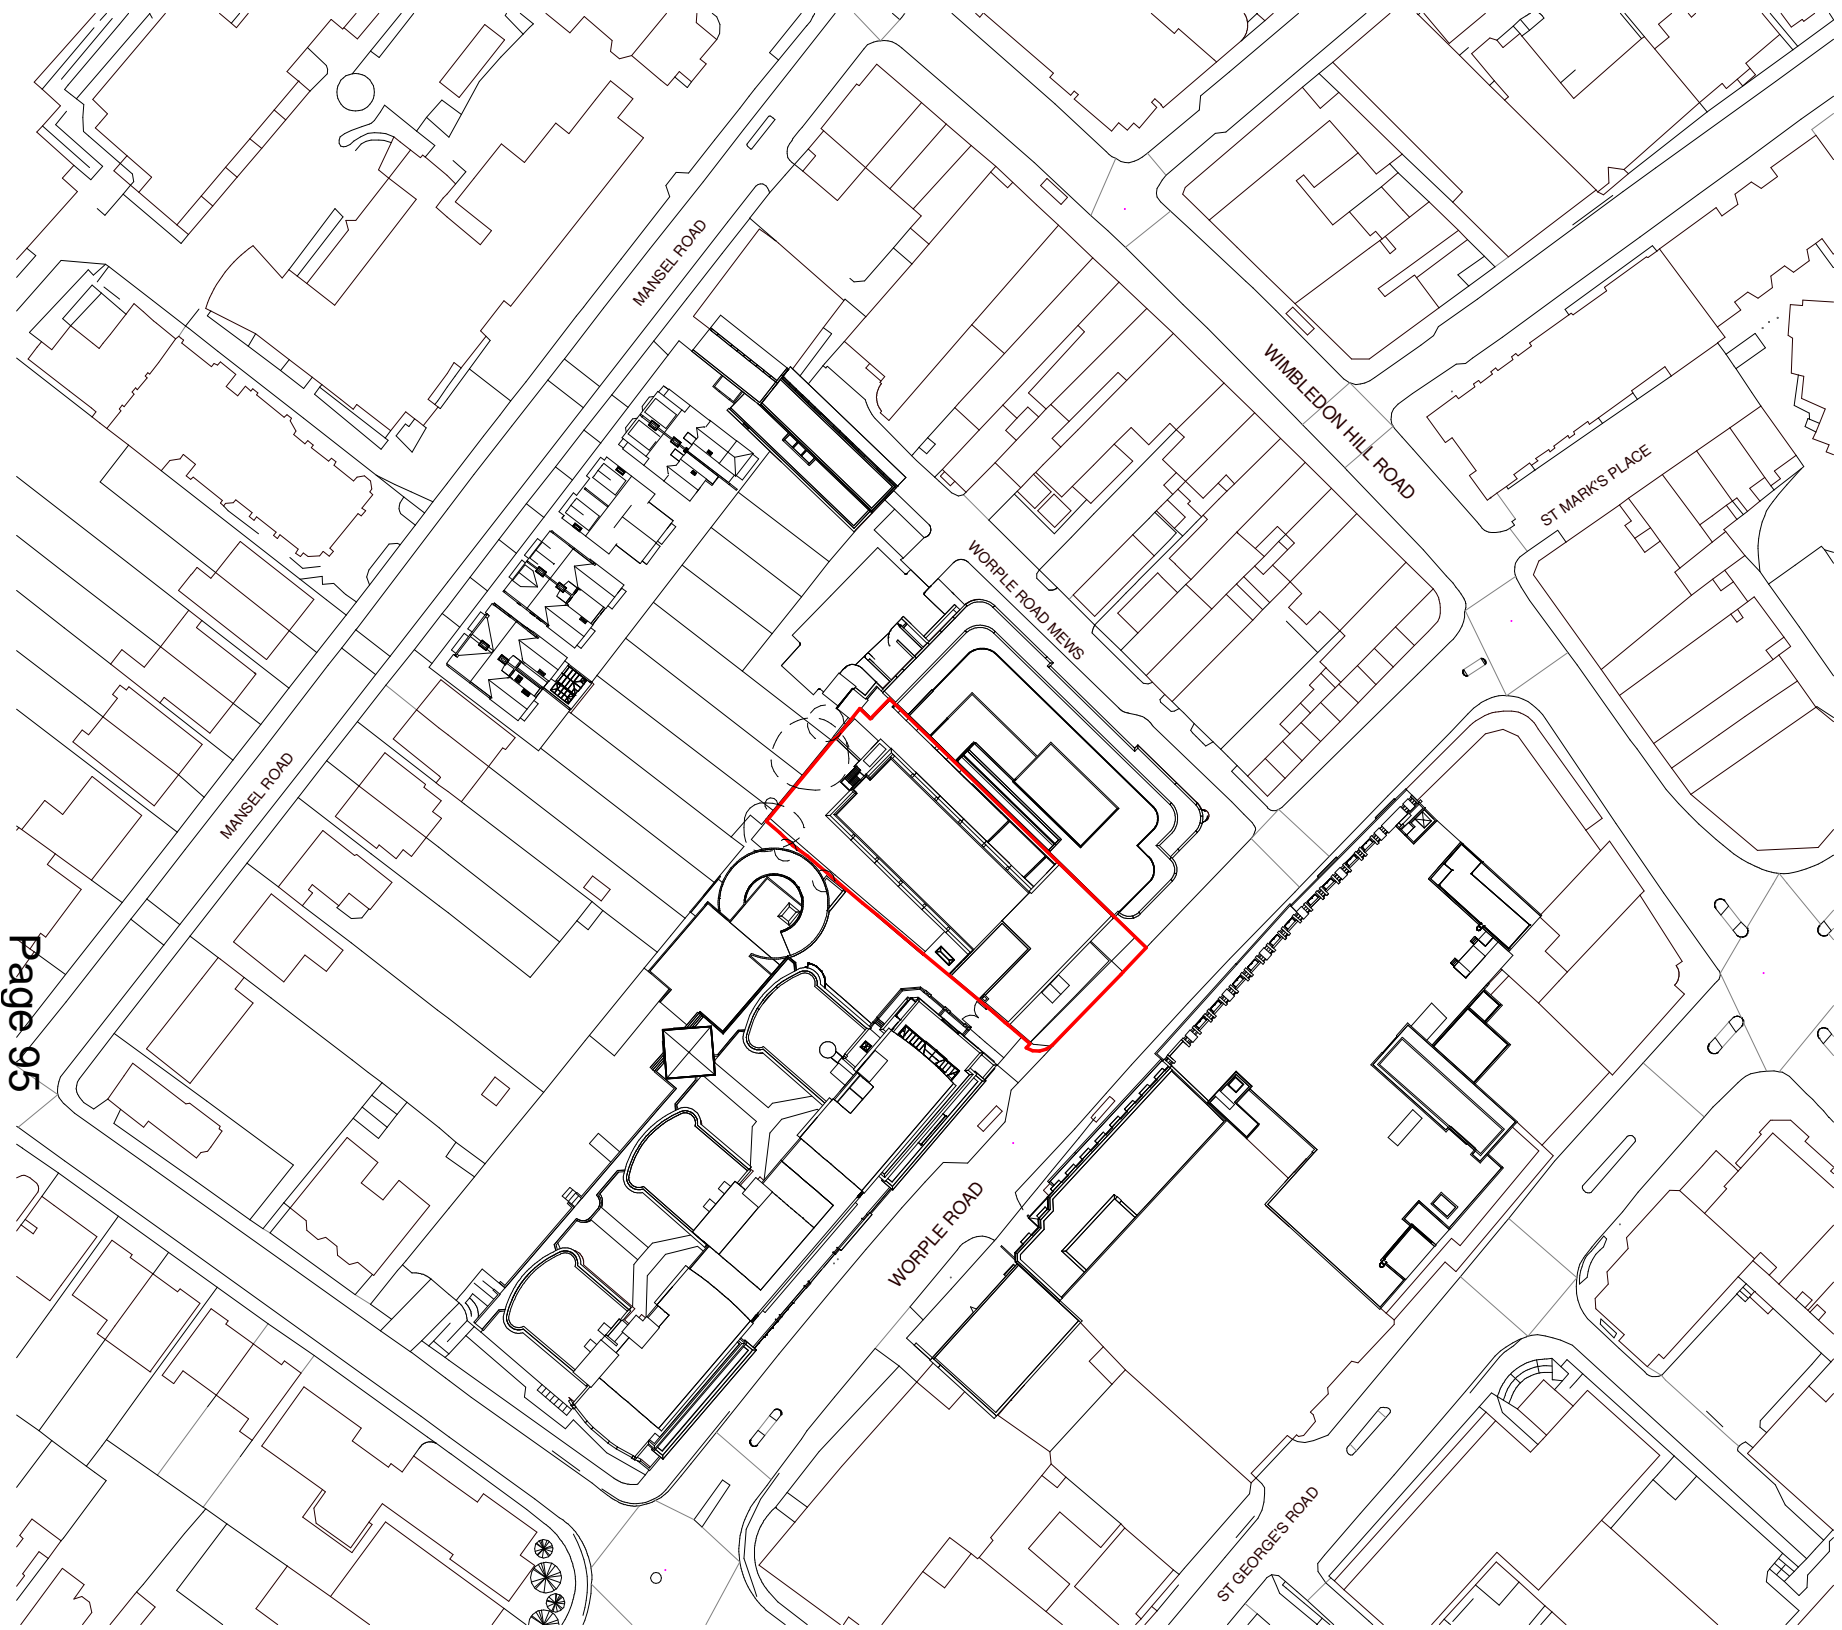 MANSEL ROAD
WIMBLEDON HILL ROAD
ST MARK'S PLACE
WORPLE ROAD MEWS
MANSEL ROAD
Page 95
WORPLE ROAD
ST GEORGE'S ROAD